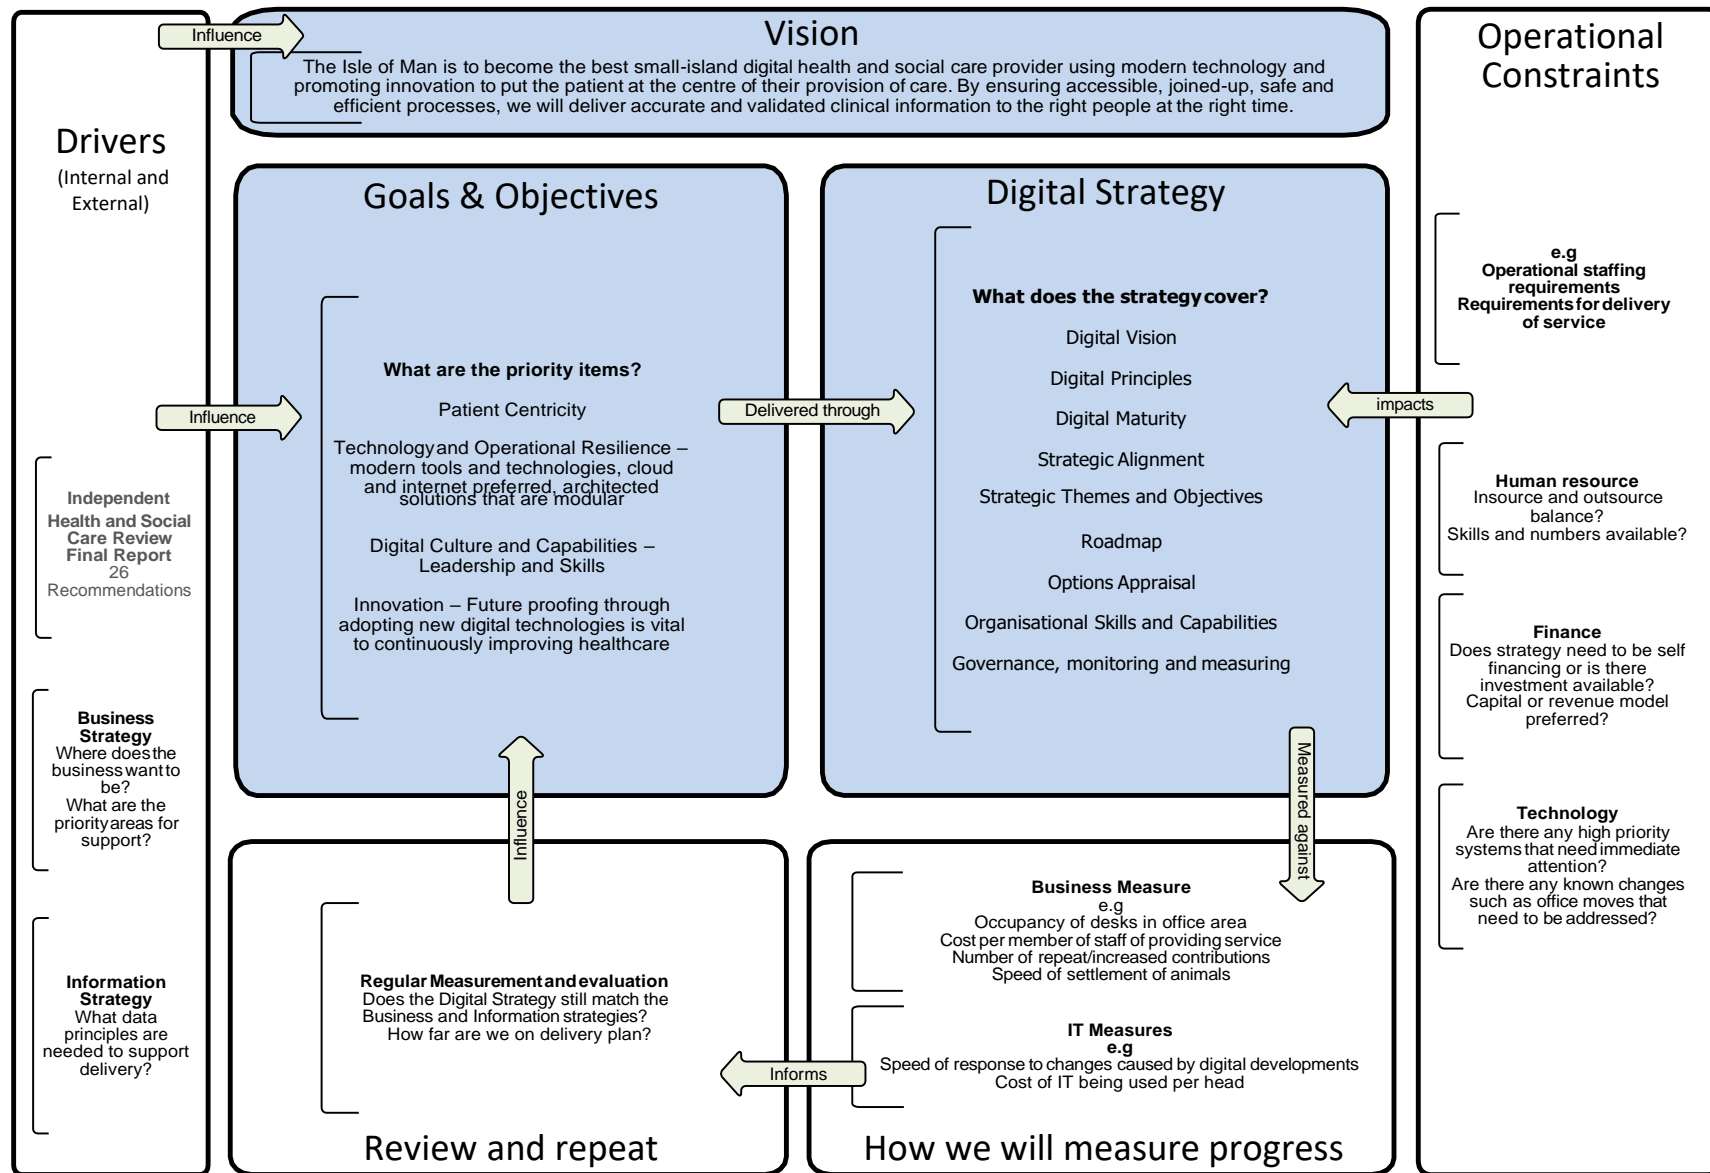 Influence
Vision
The Isle of Man is to become the best small-island digital health and social care provider using modern technology and
promoting innovation to put the patient at the centre of their provision of care. By ensuring accessible, joined-up, safe and
efficient processes, we will deliver accurate and validated clinical information to the right people at the right time.
Drivers
(Internal and
External)
Influence
Independent
Health and Social
Care Review
Final Report
26
Recommendations
Business
Strategy
Where does the
business want to
be?
What are the
priority areas for
support?
Information
Strategy
What data
principles are
needed to support
delivery?
Goals & Objectives
What are the priority items?
Patient Centricity
Technology and Operational Resilience –
modern tools and technologies, cloud
and internet preferred, architected
solutions that are modular
Digital Culture and Capabilities –
Leadership and Skills
Innovation – Future proofing through
adopting new digital technologies is vital
to continuously improving healthcare
Delivered through
Digital Strategy
What does the strategy cover?
Digital Vision
Digital Principles
Digital Maturity
Strategic Alignment
Strategic Themes and Objectives
Roadmap
Options Appraisal
Organisational Skills and Capabilities
Governance, monitoring and measuring
Operational
Constraints
e.g
Operational staffing
requirements
Requirements for delivery
of service
impacts
Human resource
Insource and outsource
balance?
Skills and numbers available?
Finance
Does strategy need to be self
financing or is there
investment available?
Capital or revenue model
preferred?
Technology
Are there any high priority
systems that need immediate
attention?
Are there any known changes
such as office moves that
need to be addressed?
Measured against
Business Measure
e.g
Occupancy of desks in office area
Cost per member of staff of providing service
Number of repeat/increased contributions
Speed of settlement of animals
IT Measures
e.g
Speed of response to changes caused by digital developments
Cost of IT being used per head
How we will measure progress
Informs
Influence
Regular Measurement and evaluation
Does the Digital Strategy still match the
Business and Information strategies?
How far are we on delivery plan?
Review and repeat